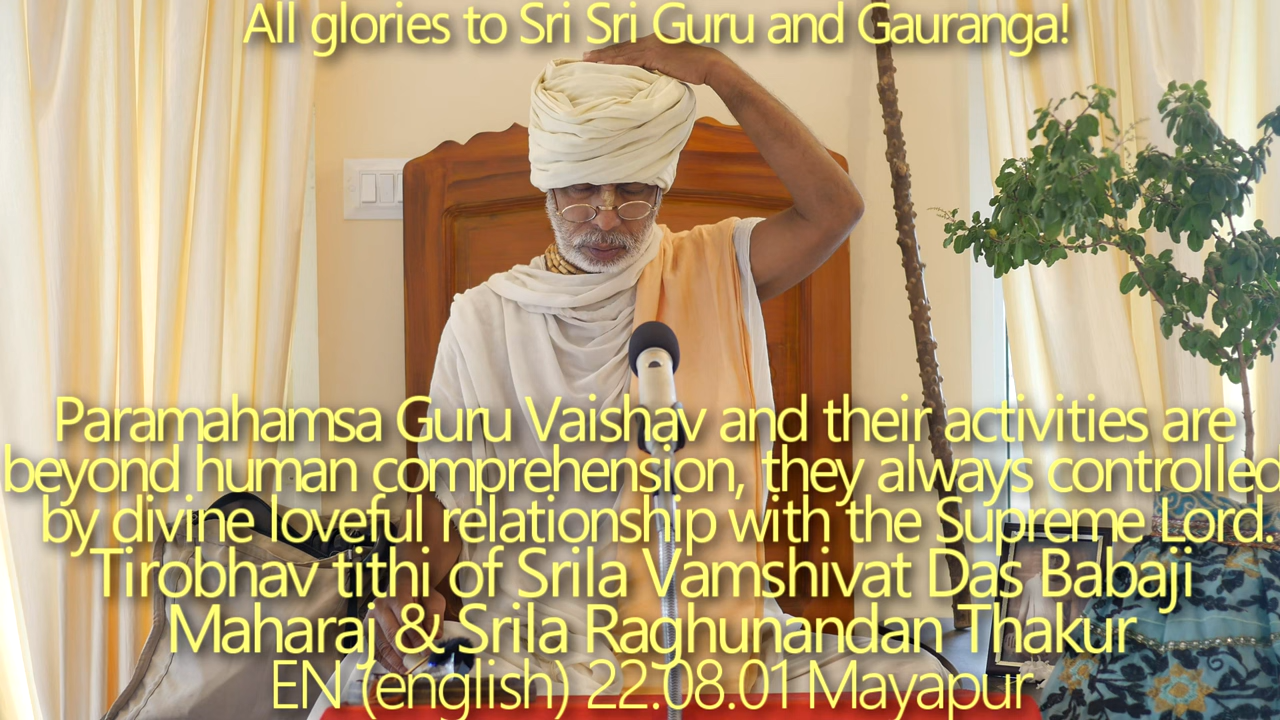 All glories to Sri Sri Guru and Gauranga!
Paramahamsa Guru Vaishav and their activities are
beyond human comprehension, they always controlled
by divine loveful relationship with the Supreme Lord.
Tirobhav tithi of Srila Vamshivat Das Babaji
Maharaj & Srila Raghunandan Thakur
EN (english) 22.08.01 Mayapur